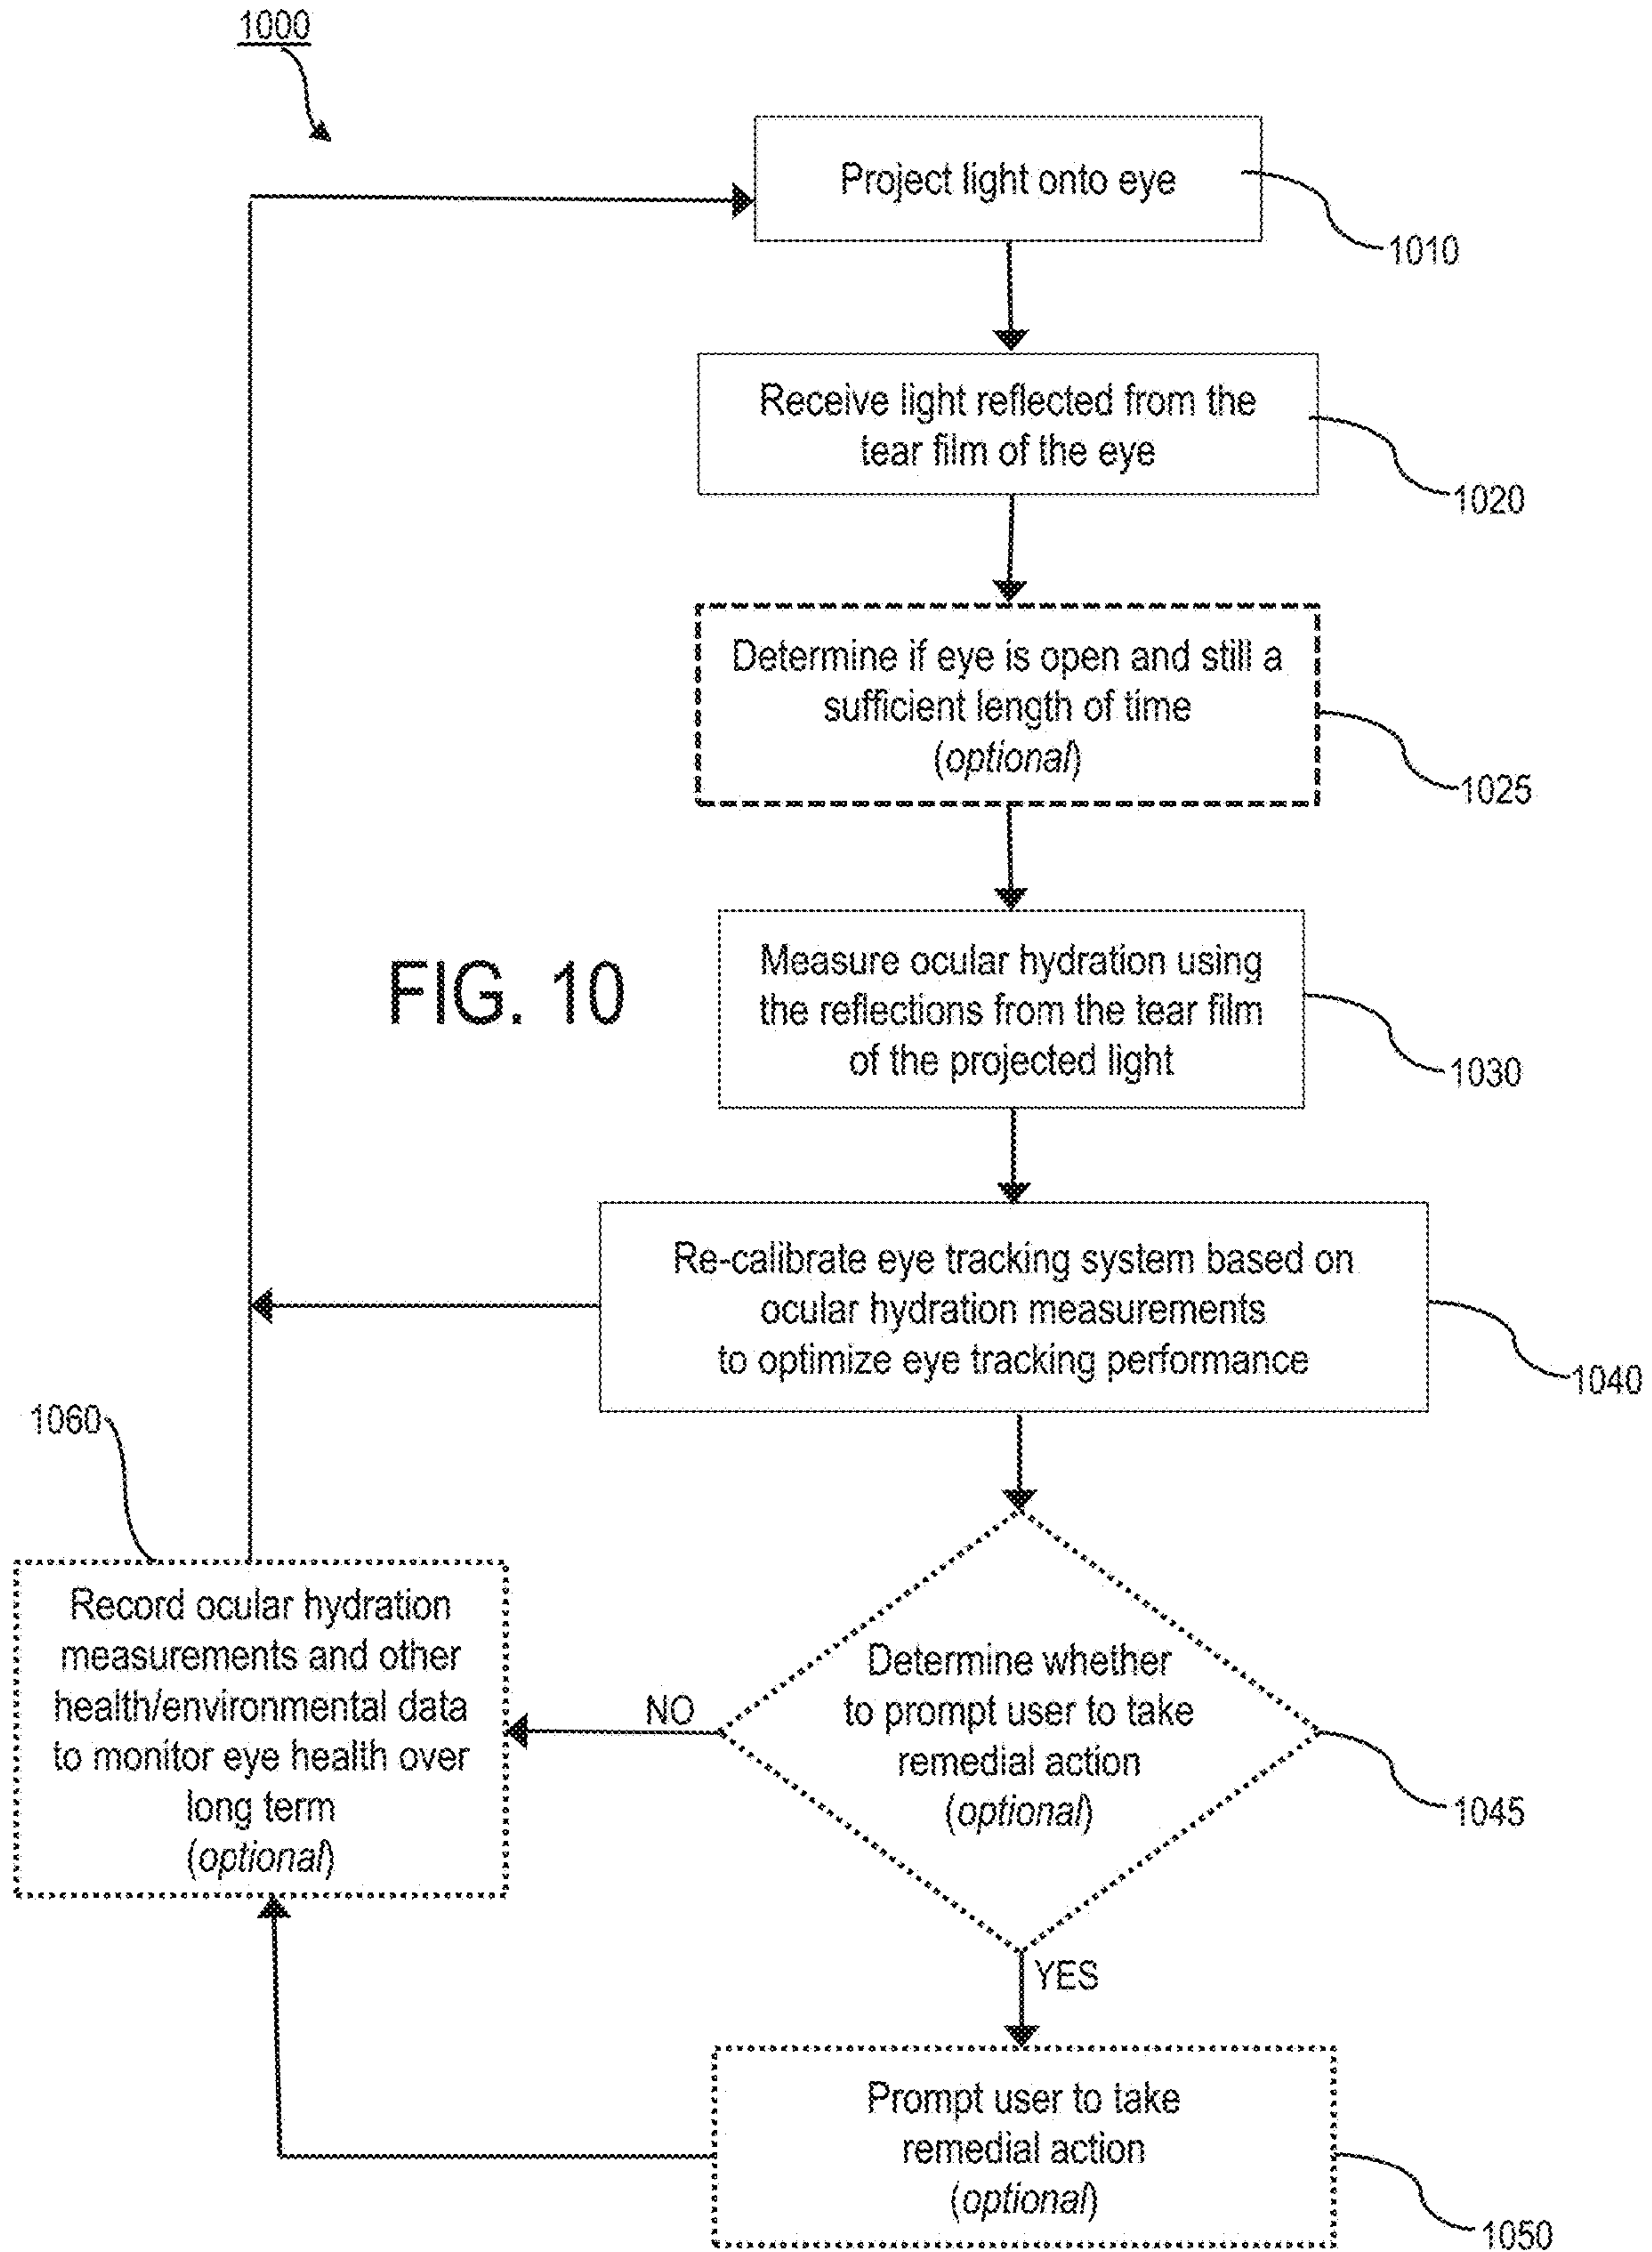 1000
Project light onto eye
1010
Receive light reflected from the
tear film of the eye
1020
Determine if eye is open and still a
sufficient length of time
(optional)
1025
FIG. 10
Measure ocular hydration using
the reflections from the tear film
of the projected light
1030
Re-calibrate eye tracking system based on
ocular hydration measurements
to optimize eye tracking performance
1040
1060
Record ocular hydration
measurements and other
health/environmental data
to monitor eye health over
long term
(optional)
NO
Determine whether
to prompt user to take
remedial action
(optional)
1045
YES
Prompt user to take
remedial action
(optional)
1050